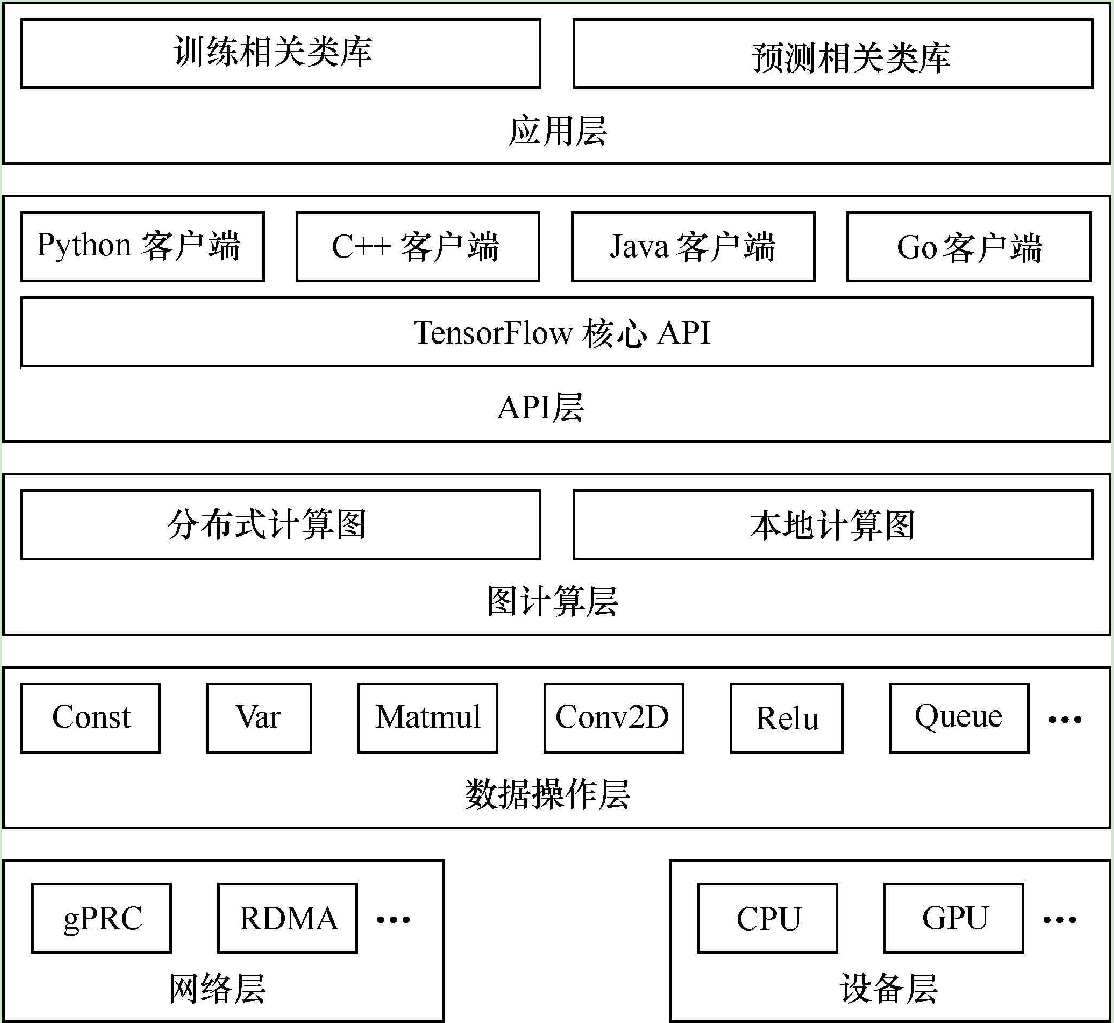 训练相关类库
预测相关类库
应用层
Python 客户端
C++ 客户端
Java 客户端
Go 客户端
TensorFlow 核心 API
API层
分布式计算图
本地计算图
图计算层
Const
Var
Matmul
Conv2D
Relu
Queue
...
数据操作层
gPRC
RDMA
...
网络层
CPU
GPU
...
设备层